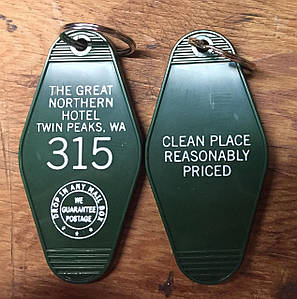 THE GREAT
NORTHERN
HOTEL
TWIN PEAKS, WA
315
DROP IN ANY MAIL BOX
WE
GUARANTEE
POSTAGE
CLEAN PLACE
REASONABLY
PRICED